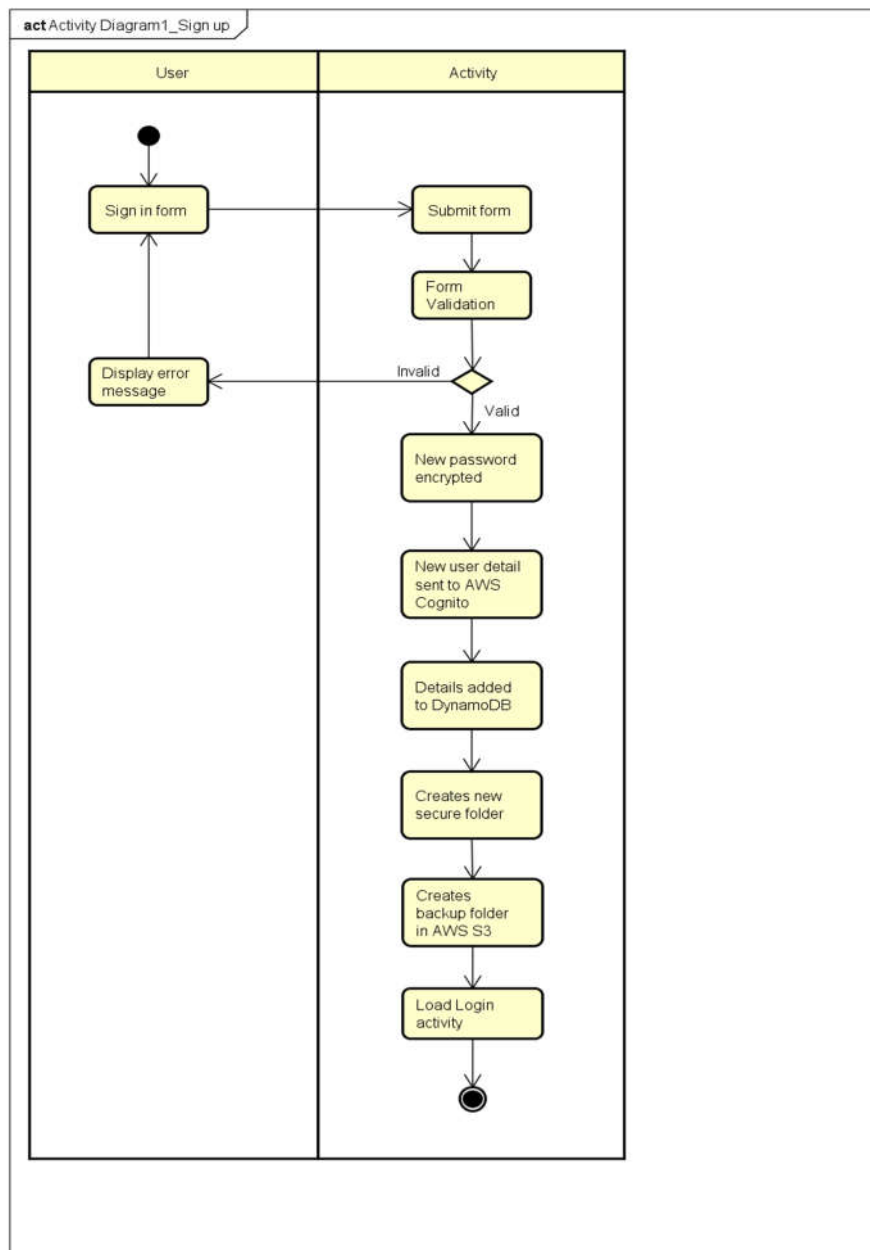 act Activity Diagram1_Sign up
User
Activity
Sign in form
Submit form
Form
Validation
Display error
message
Invalid
Valid
New password
encrypted
New user detail
sent to AWS
Cognito
Details added
to DynamoDB
Creates new
secure folder
Creates
backup folder
in AWS S3
Load Login
activity